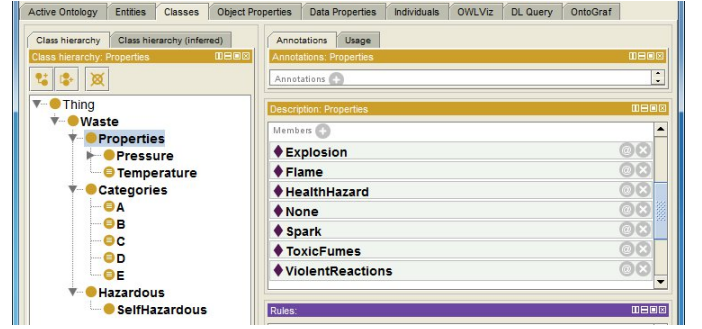 Active Ontology Entities Classes Object Properties Data Properties Individuals OWLViz DL Query OntoGraf
Class hierarchy Class hierarchy (inferred)
Class hierarchy: Properties
Thing
Waste
Properties
Pressure
Temperature
Categories
A
B
C
D
E
Hazardous
SelfHazardous
Annotations Usage
Annotations: Properties
Annotations
Description: Properties
Members
Explosion
Flame
HealthHazard
None
Spark
ToxicFumes
ViolentReactions
Rules: